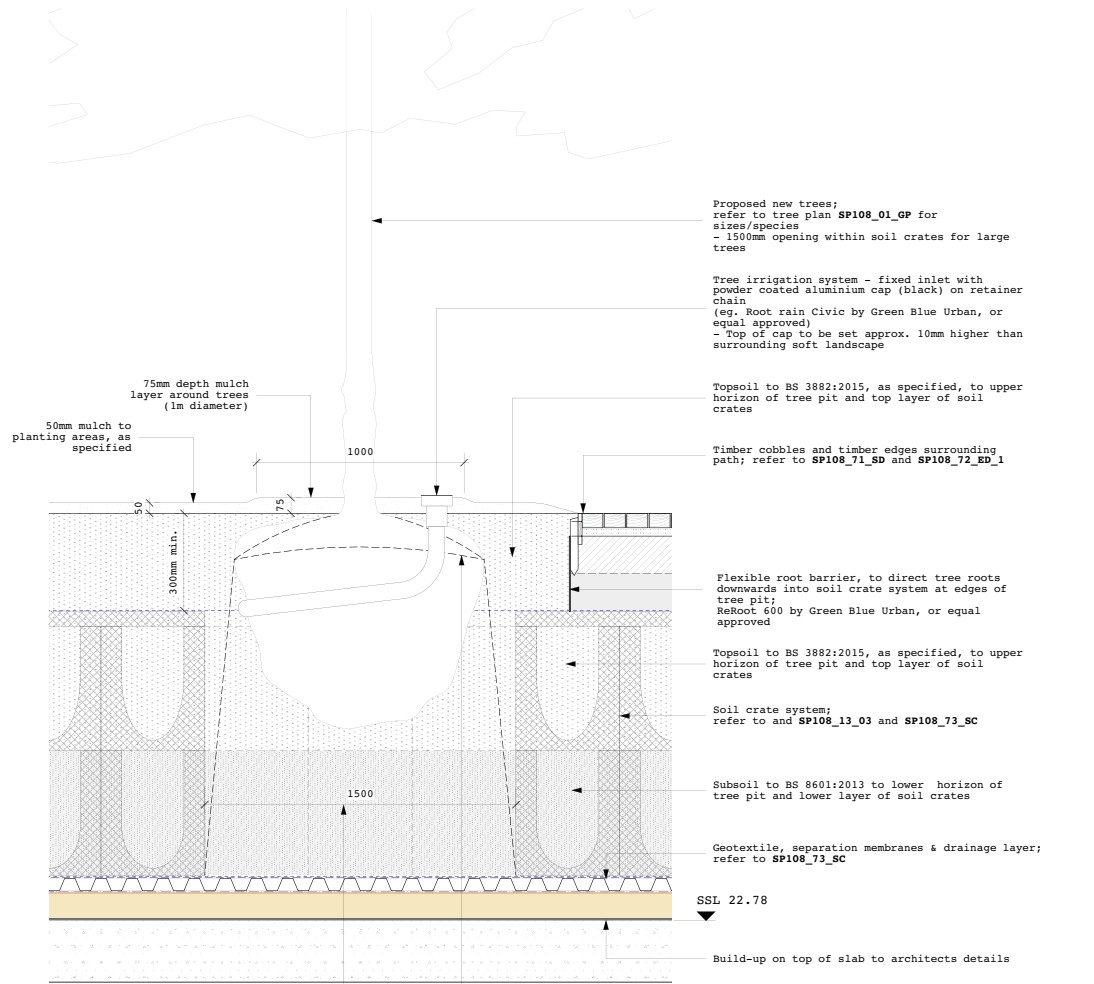 Proposed new trees;
refer to tree plan SP108_01_GP for
sizes/species
- 1500mm opening within soil crates for large
trees
Tree irrigation system - fixed inlet with
powder coated aluminium cap (black) on retainer
chain
(eg. Root rain Civic by Green Blue Urban, or
equal approved)
- Top of cap to be set approx. 10mm higher than
surrounding soft landscape
75mm depth mulch
layer around trees
(1m diameter)
Topsoil to BS 3882:2015, as specified, to upper
horizon of tree pit and top layer of soil
crates
50mm mulch to
planting areas, as
specified
Timber cobbles and timber edges surrounding
path; refer to SP108_71_SD and SP108_72_ED_1
1000
50
75
300mm min.
Flexible root barrier, to direct tree roots
downwards into soil crate system at edges of
tree pit;
ReRoot 600 by Green Blue Urban, or equal
approved
Topsoil to BS 3882:2015, as specified, to upper
horizon of tree pit and top layer of soil
crates
Soil crate system;
refer to and SP108_13_03 and SP108_73_SC
1500
Subsoil to BS 8601:2013 to lower  horizon of
tree pit and lower layer of soil crates
Geotextile, separation membranes & drainage layer;
refer to SP108_73_SC
SSL 22.78
Build-up on top of slab to architects details